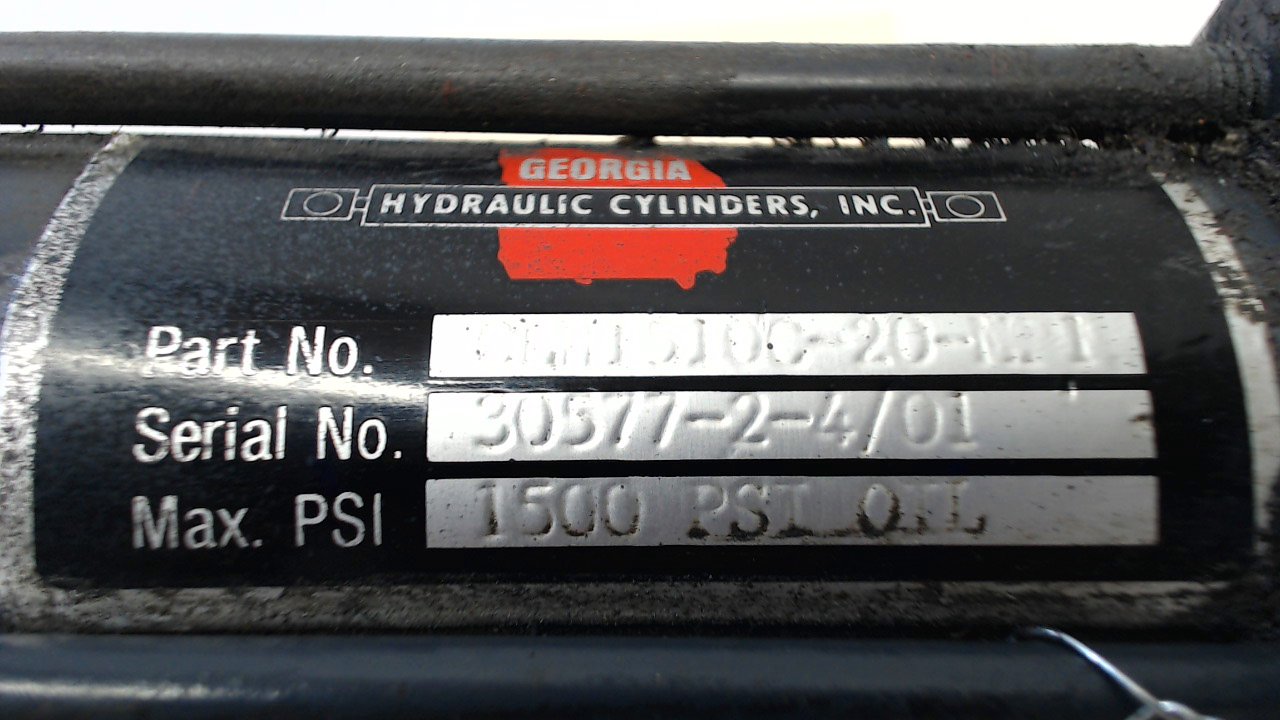 GEORGIA
HYDRAULIC CYLINDERS, INC.
Part No.
Serial No. 30577-2-4/01
Max. PSI 1500 PSI OIL